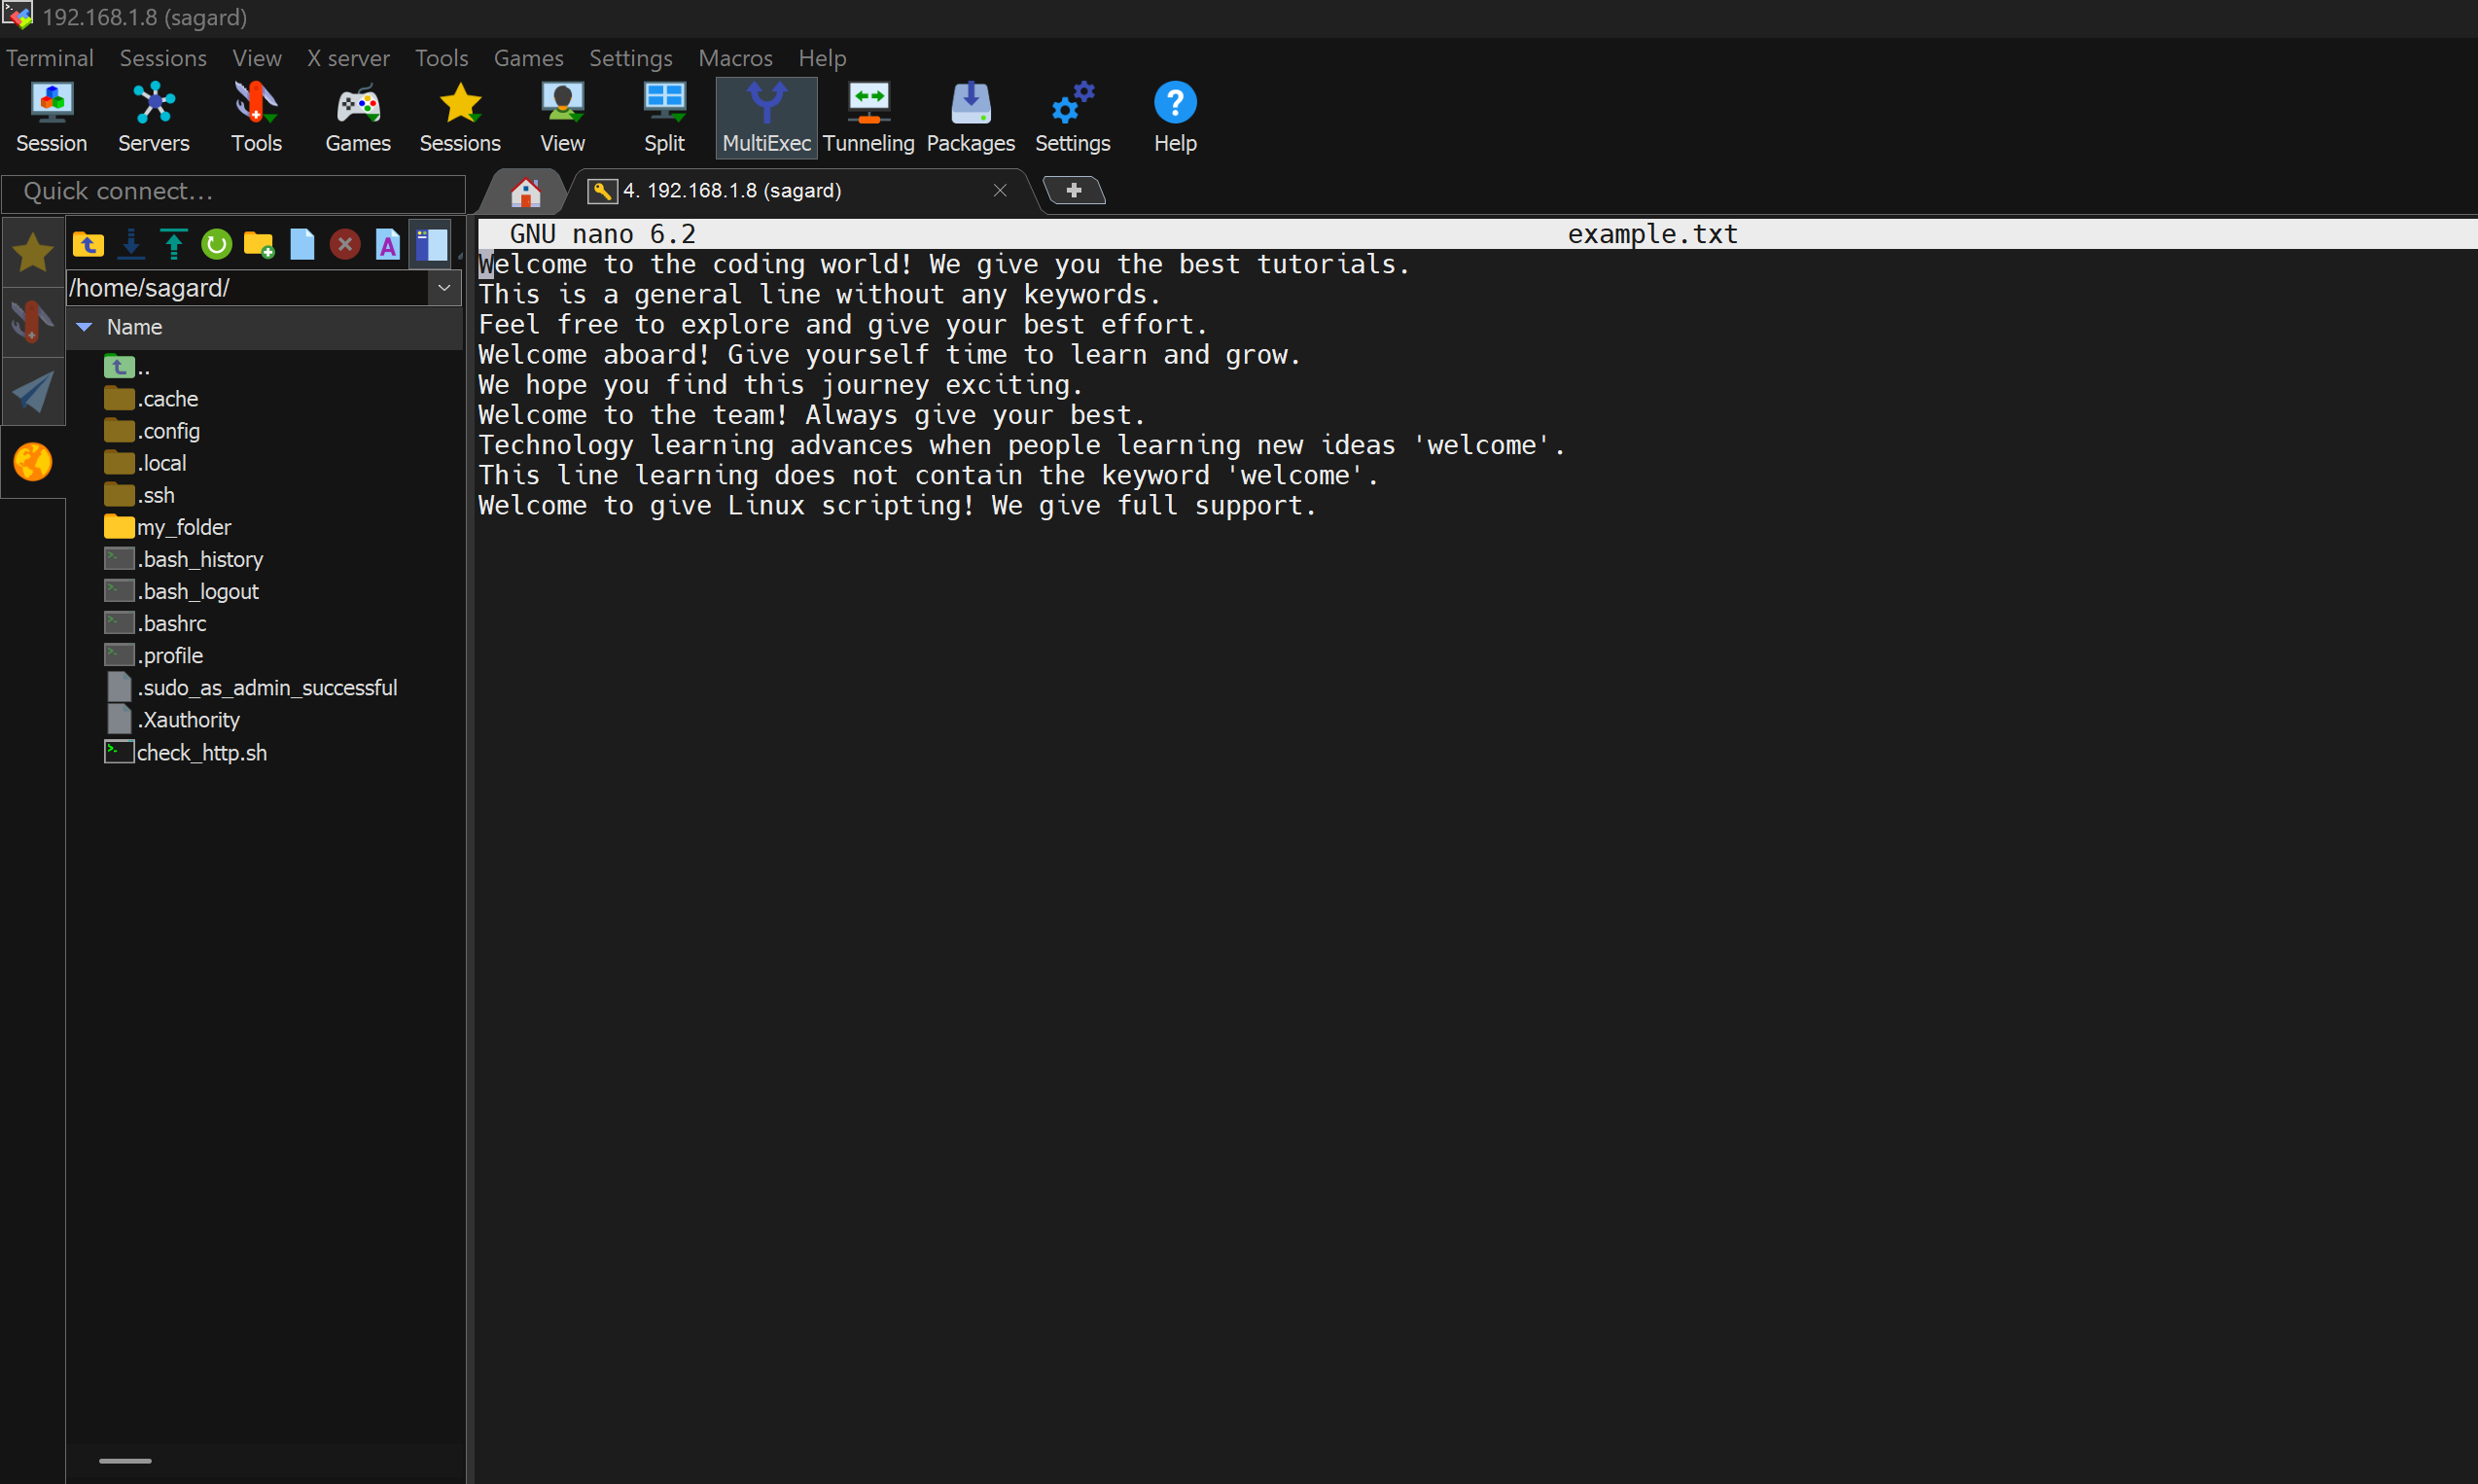 192.168.1.8 (sagard)
Terminal Sessions View X server Tools Games Settings Macros Help
Session Servers Tools Games Sessions View Split MultiExec Tunneling Packages Settings Help
Quick connect...
4. 192.168.1.8 (sagard)
/home/sagard/
Name
..
.cache
.config
.local
.ssh
my_folder
.bash_history
.bash_logout
.bashrc
.profile
.sudo_as_admin_successful
.Xauthority
check_http.sh
GNU nano 6.2 example.txt
Welcome to the coding world! We give you the best tutorials.
This is a general line without any keywords.
Feel free to explore and give your best effort.
Welcome aboard! Give yourself time to learn and grow.
We hope you find this journey exciting.
Welcome to the team! Always give your best.
Technology learning advances when people learning new ideas 'welcome'.
This line learning does not contain the keyword 'welcome'.
Welcome to give Linux scripting! We give full support.